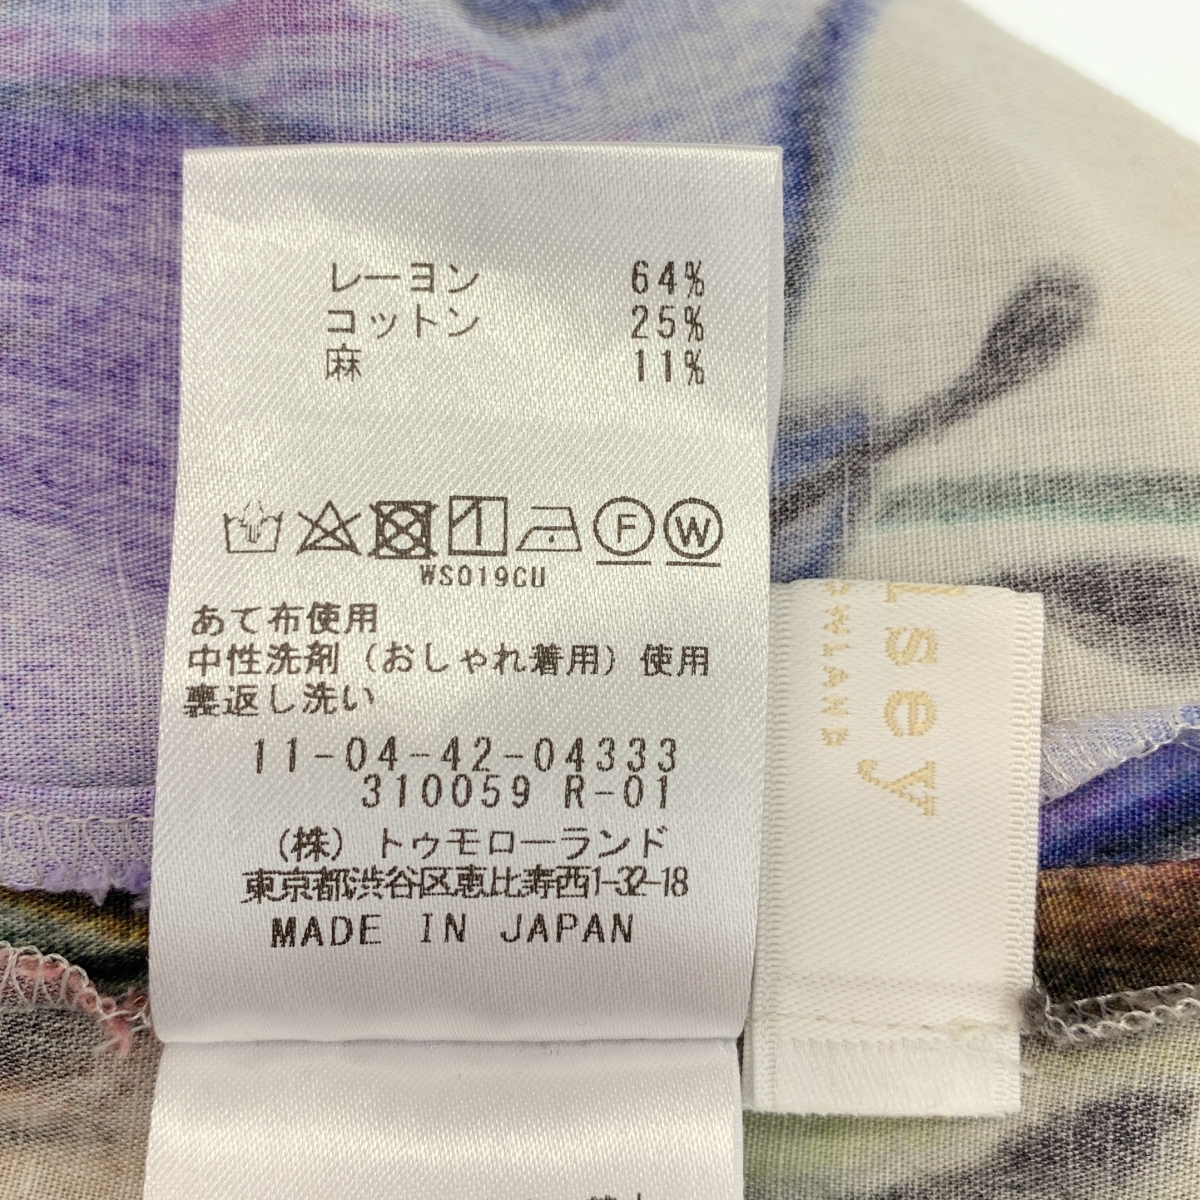 レーヨン 64%
コットン 25%
麻 11%
F W
WS019CU
あて布使用
中性洗剤（おしゃれ着用）使用
裏返し洗い
11-04-42-04333
310059 R-01
（株）トゥモローランド
東京都渋谷区恵比寿西1-32-18
MADE IN JAPAN
lsey